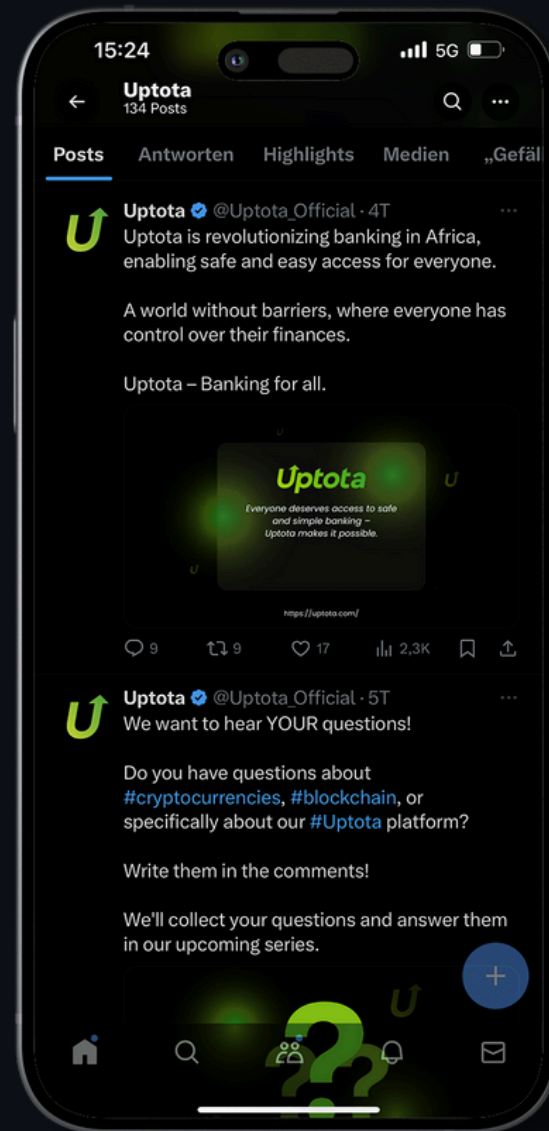 15:24
5G
Uptota
134 Posts
Posts Antworten Highlights Medien „Gefäl
Uptota @Uptota_Official · 4T
Uptota is revolutionizing banking in Africa,
enabling safe and easy access for everyone.
A world without barriers, where everyone has
control over their finances.
Uptota – Banking for all.
Uptota
Everyone deserves access to safe
and simple banking –
Uptota makes it possible.
https://uptota.com/
9 9 17 2,3K
Uptota @Uptota_Official · 5T
We want to hear YOUR questions!
Do you have questions about
#cryptocurrencies, #blockchain, or
specifically about our #Uptota platform?
Write them in the comments!
We'll collect your questions and answer them
in our upcoming series.
???